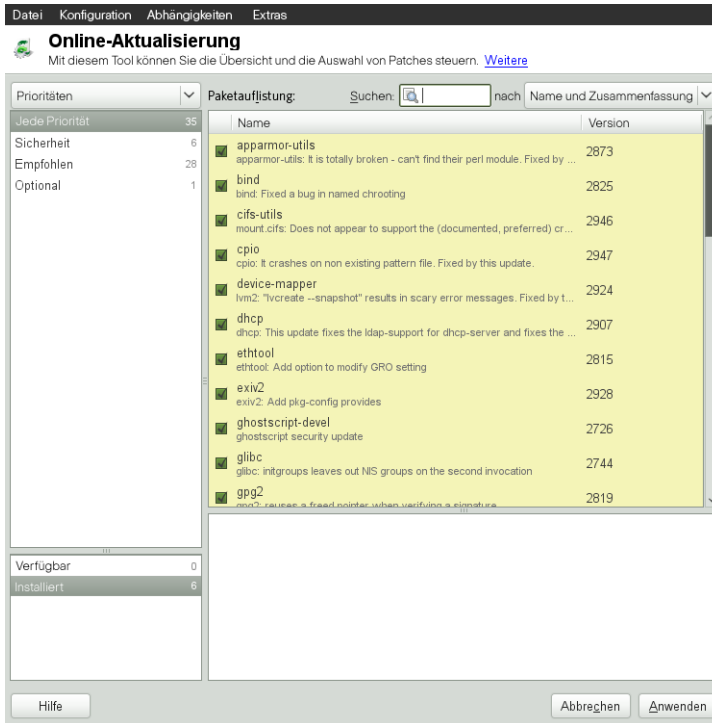 Datei Konfiguration Abhängigkeiten Extras
Online-Aktualisierung
Mit diesem Tool können Sie die Übersicht und die Auswahl von Patches steuern. Weitere
Prioritäten
Jede Priorität 35
Sicherheit 6
Empfohlen 28
Optional 1
Verfügbar 0
Installiert 6
Paketauflistung: Suchen: nach Name und Zusammenfassung
Name Version
apparmor-utils 2873
apparmor-utils: It is totally broken - can't find their perl module. Fixed by ...
bind 2825
bind: Fixed a bug in named chrooting
cifs-utils 2946
mount.cifs: Does not appear to support the (documented, preferred) cr...
cpio 2947
cpio: It crashes on non existing pattern file. Fixed by this update.
device-mapper 2924
lvm2: "lvcreate --snapshot" results in scary error messages. Fixed by t...
dhcp 2907
dhcp: This update fixes the ldap-support for dhcp-server and fixes the ...
ethtool 2815
ethtool: Add option to modify GRO setting
exiv2 2928
exiv2: Add pkg-config provides
ghostscript-devel 2726
ghostscript security update
glibc 2744
glibc: initgroups leaves out NIS groups on the second invocation
gpg2 2819
gpg2: reuses a freed pointer when verifying a signature
Hilfe Abbrechen Anwenden